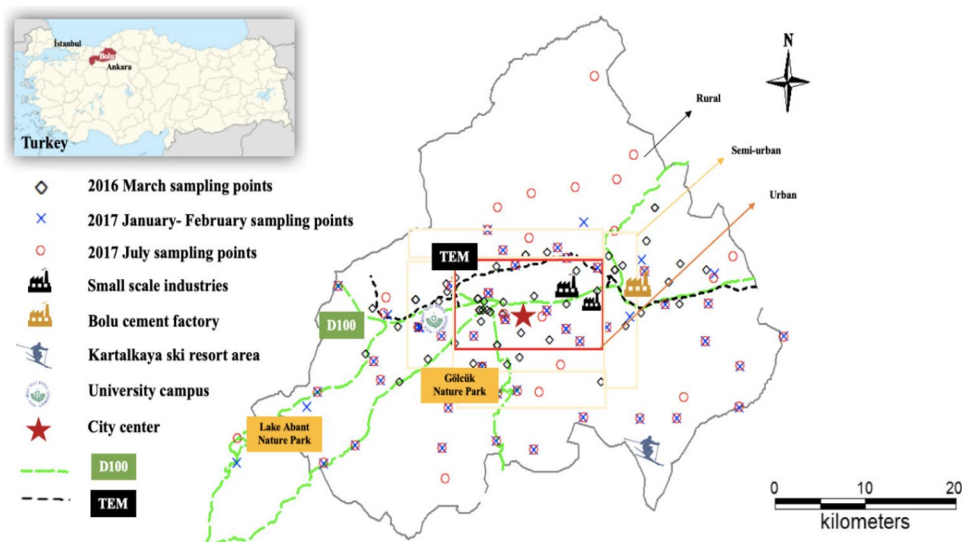 İstanbul
Bolu
Ankara
Turkey
N
Rural
Semi-urban
Urban
2016 March sampling points
2017 January- February sampling points
2017 July sampling points
Small scale industries
Bolu cement factory
Kartalkaya ski resort area
University campus
City center
D100
TEM
TEM
D100
Gölcük
Nature Park
Lake Abant
Nature Park
0 10 20
kilometers